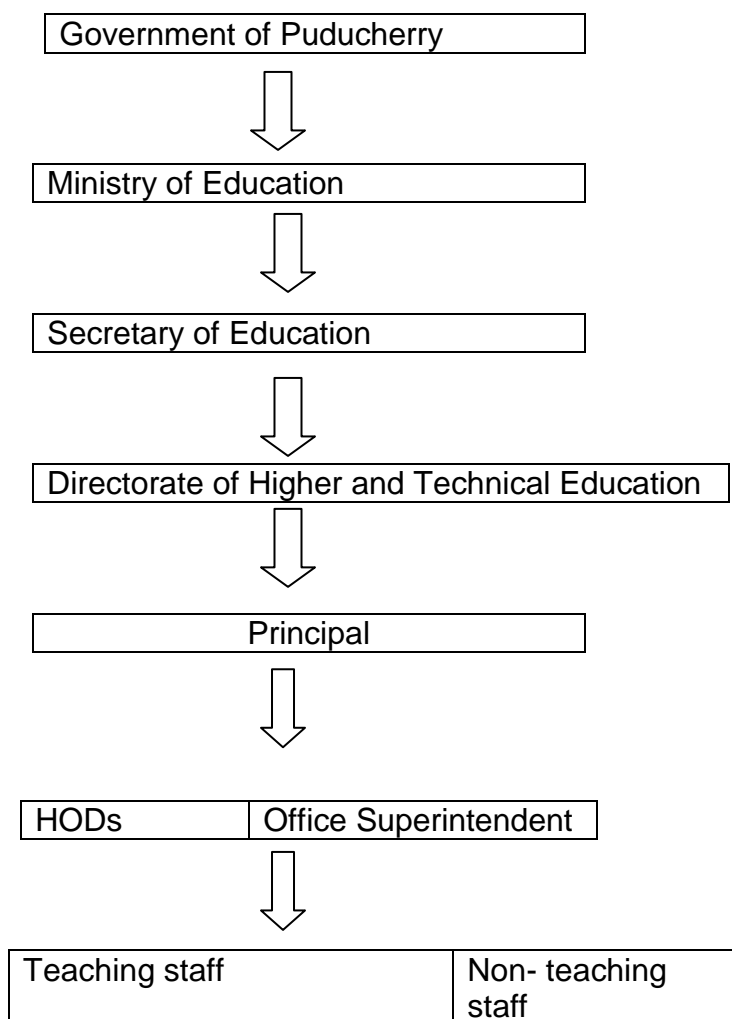 Government of Puducherry
Ministry of Education
Secretary of Education
Directorate of Higher and Technical Education
Principal
HODs
Office Superintendent
Teaching staff
Non- teaching
staff